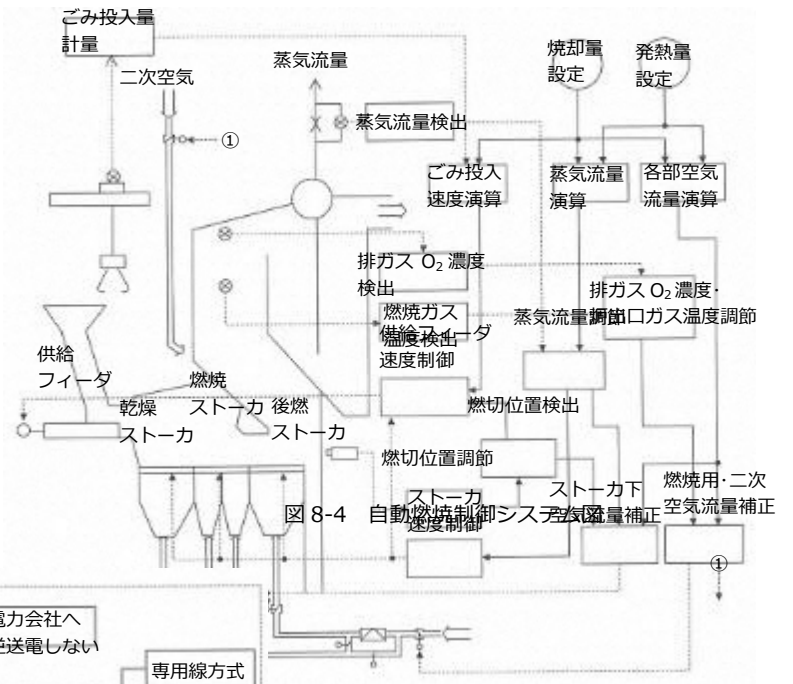 ごみ投入量
計量
二次空気
①
蒸気流量
蒸気流量検出
焼却量
設定
発熱量
設定
ごみ投入
速度演算
蒸気流量
演算
各部空気
流量演算
排ガス O₂ 濃度
検出
燃焼ガス
温度検出
供給フィーダ
速度制御
蒸気流量調節
排ガス O₂ 濃度･
炉出口ガス温度調節
供給
フィーダ
乾燥
ストーカ
燃焼
ストーカ
後燃
ストーカ
燃切位置検出
燃切位置調節
ストーカ
速度制御
ストーカ下
空気流量補正
燃焼用･二次
空気流量補正
①
図 8-4　自動燃焼制御システム図
電力会社へ
逆送電しない
専用線方式